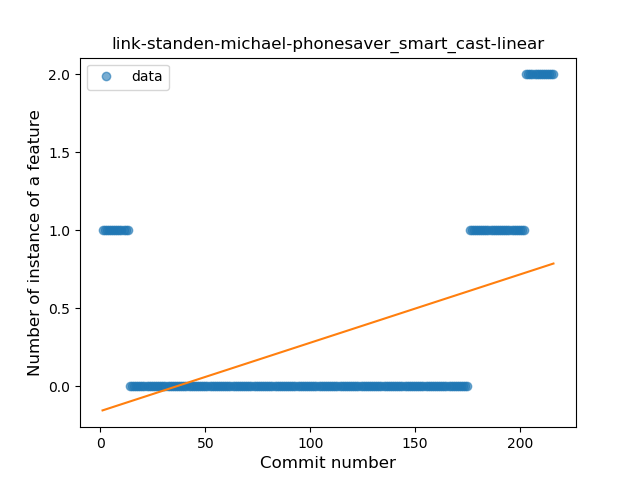 link-standen-michael-phonesaver_smart_cast-linear
data
2.0
1.5
1.0
0.5
0.0
Number of instance of a feature
0
50
100
150
200
Commit number